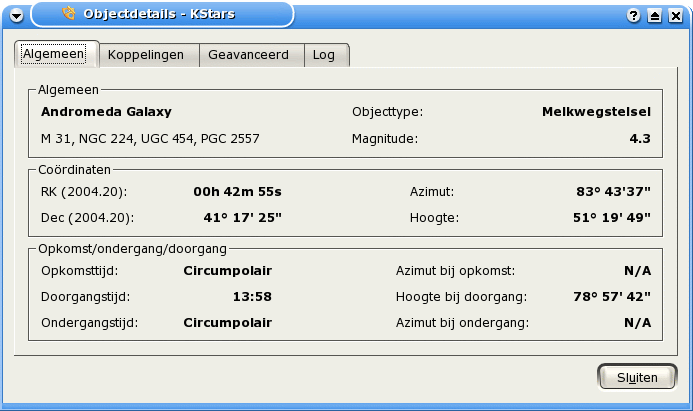 Objectdetails - KStars
Algemeen Koppelingen Geavanceerd Log
Algemeen
Andromeda Galaxy Objecttype: Melkwegstelsel
M 31, NGC 224, UGC 454, PGC 2557 Magnitude: 4.3
Coördinaten
RK (2004.20): 00h 42m 55s Azimut: 83° 43'37"
Dec (2004.20): 41° 17' 25" Hoogte: 51° 19' 49"
Opkomst/ondergang/doorgang
Opkomsttijd: Circumpolair Azimut bij opkomst: N/A
Doorgangstijd: 13:58 Hoogte bij doorgang: 78° 57' 42"
Ondergangstijd: Circumpolair Azimut bij ondergang: N/A
Sluiten